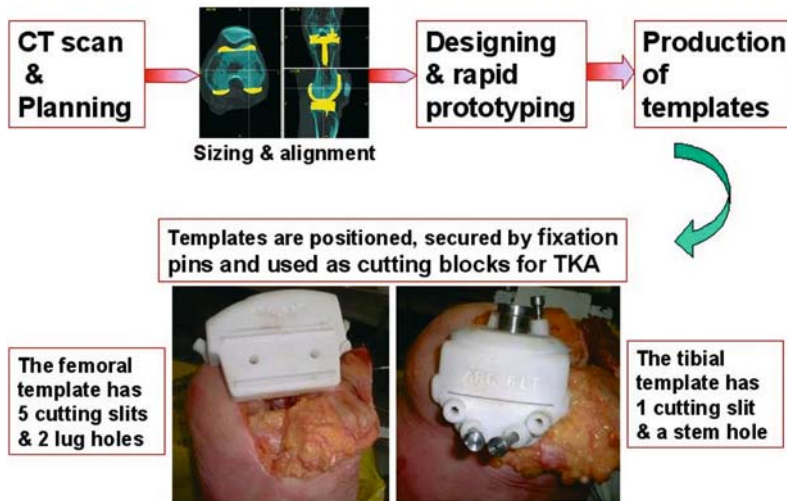 CT scan
&
Planning
Sizing & alignment
Designing
& rapid
prototyping
Production
of
templates
Templates are positioned, secured by fixation
pins and used as cutting blocks for TKA
The femoral
template has
5 cutting slits
& 2 lug holes
The tibial
template has
1 cutting slit
& a stem hole